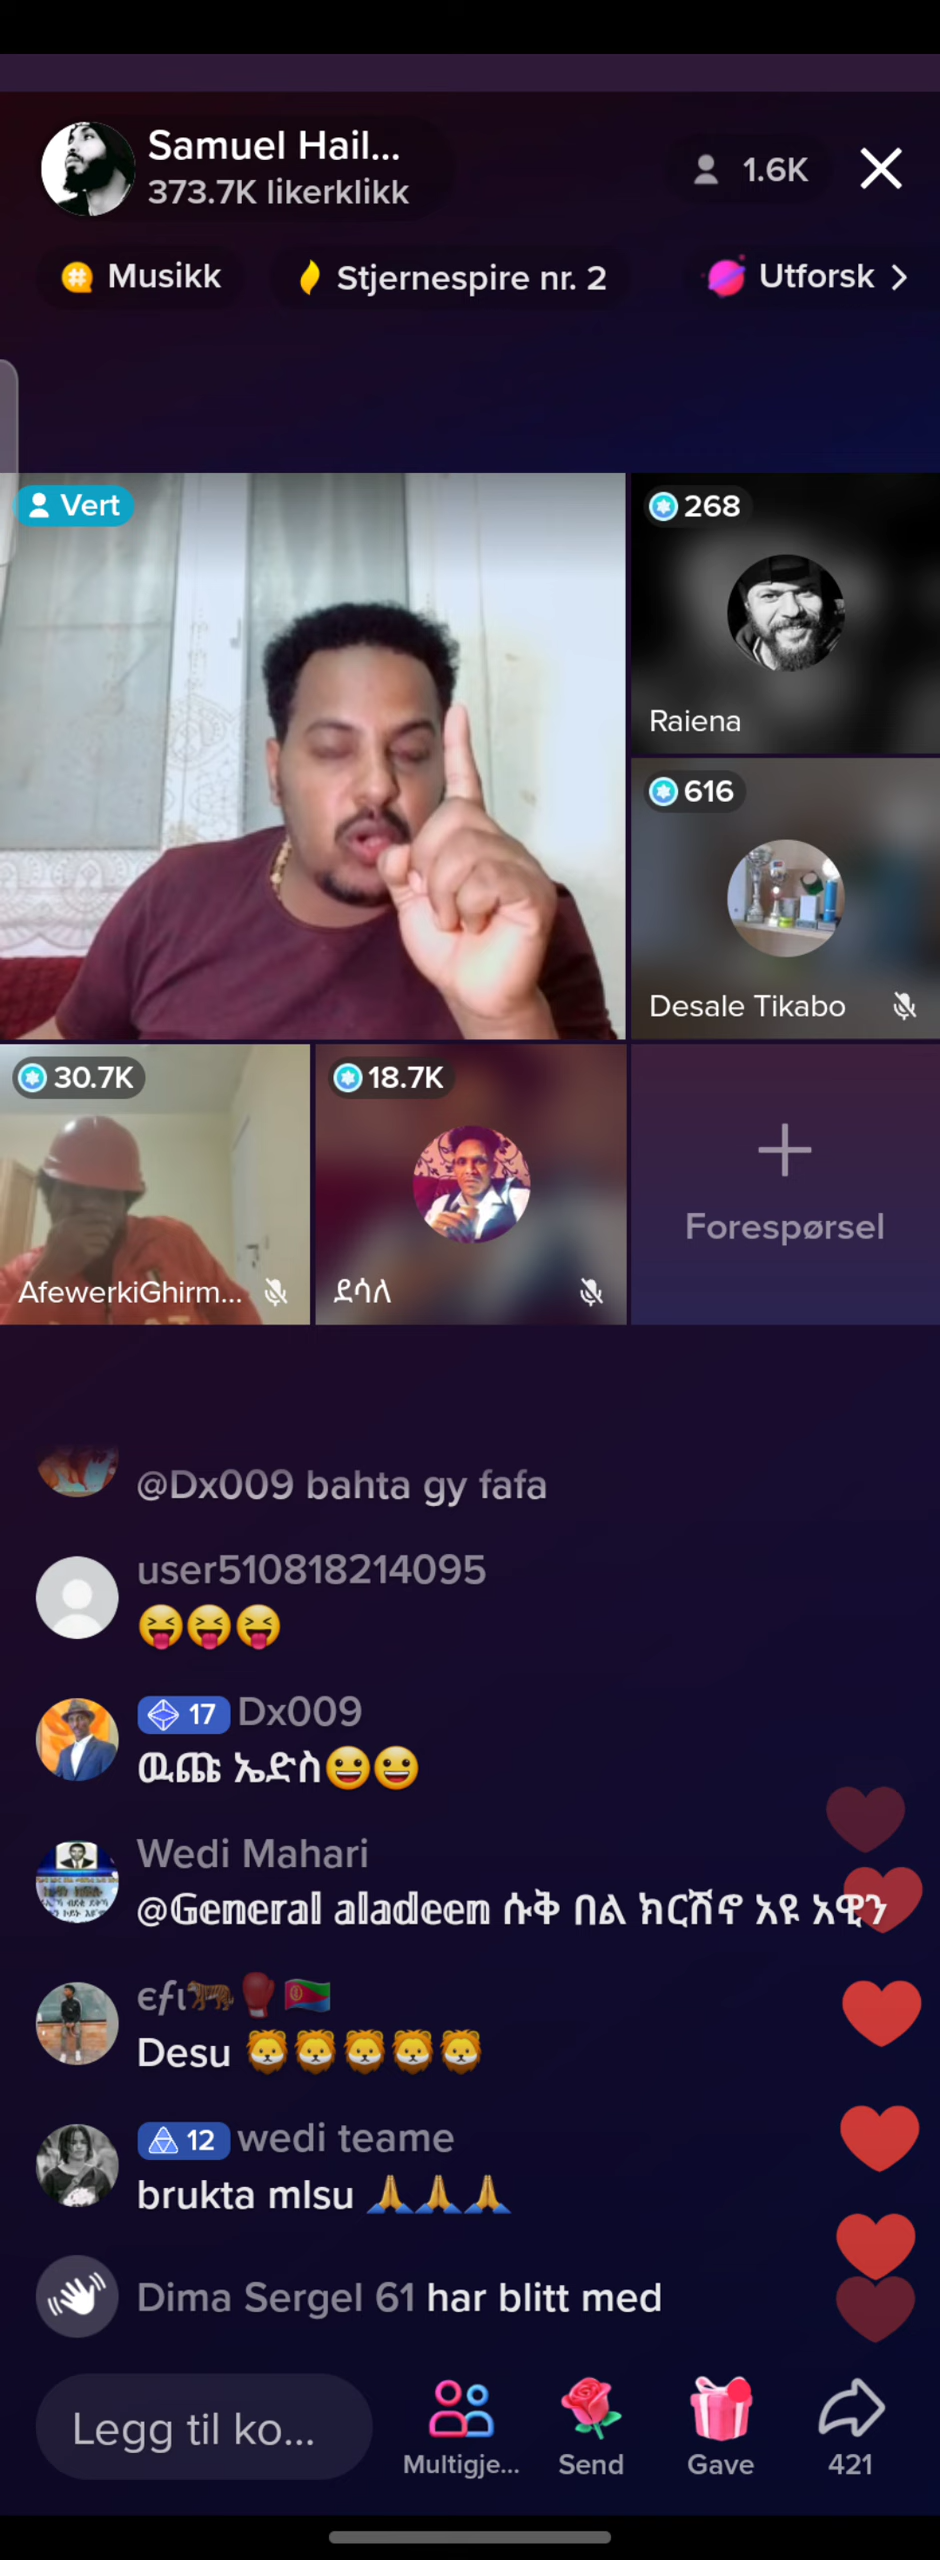 Samuel Hail...
373.7K likerklikk
1.6K
Musikk
Stjernespire nr. 2
Utforsk
Vert
268
Raiena
616
Desale Tikabo
30.7K
AfewerkiGhirm...
18.7K
ደሳለ
Forespørsel
@Dx009 bahta gy fafa
user510818214095
😝😝😝
17 Dx009
ዉጩ ኤድስ😀😀
Wedi Mahari
@𝔾𝕖𝕟𝕖𝕣𝕒𝕝 𝕒𝕝𝕒𝕕𝕖𝕖𝕟 ሱቅ በል ክርሽኖ አዩ አዊን
єƒι🐅🥊🇪🇷
Desu 🦁🦁🦁🦁🦁
12 wedi teame
brukta mlsu 🙏🙏🙏
Dima Sergel 61 har blitt med
Legg til ko...
Multigje...
Send
Gave
421